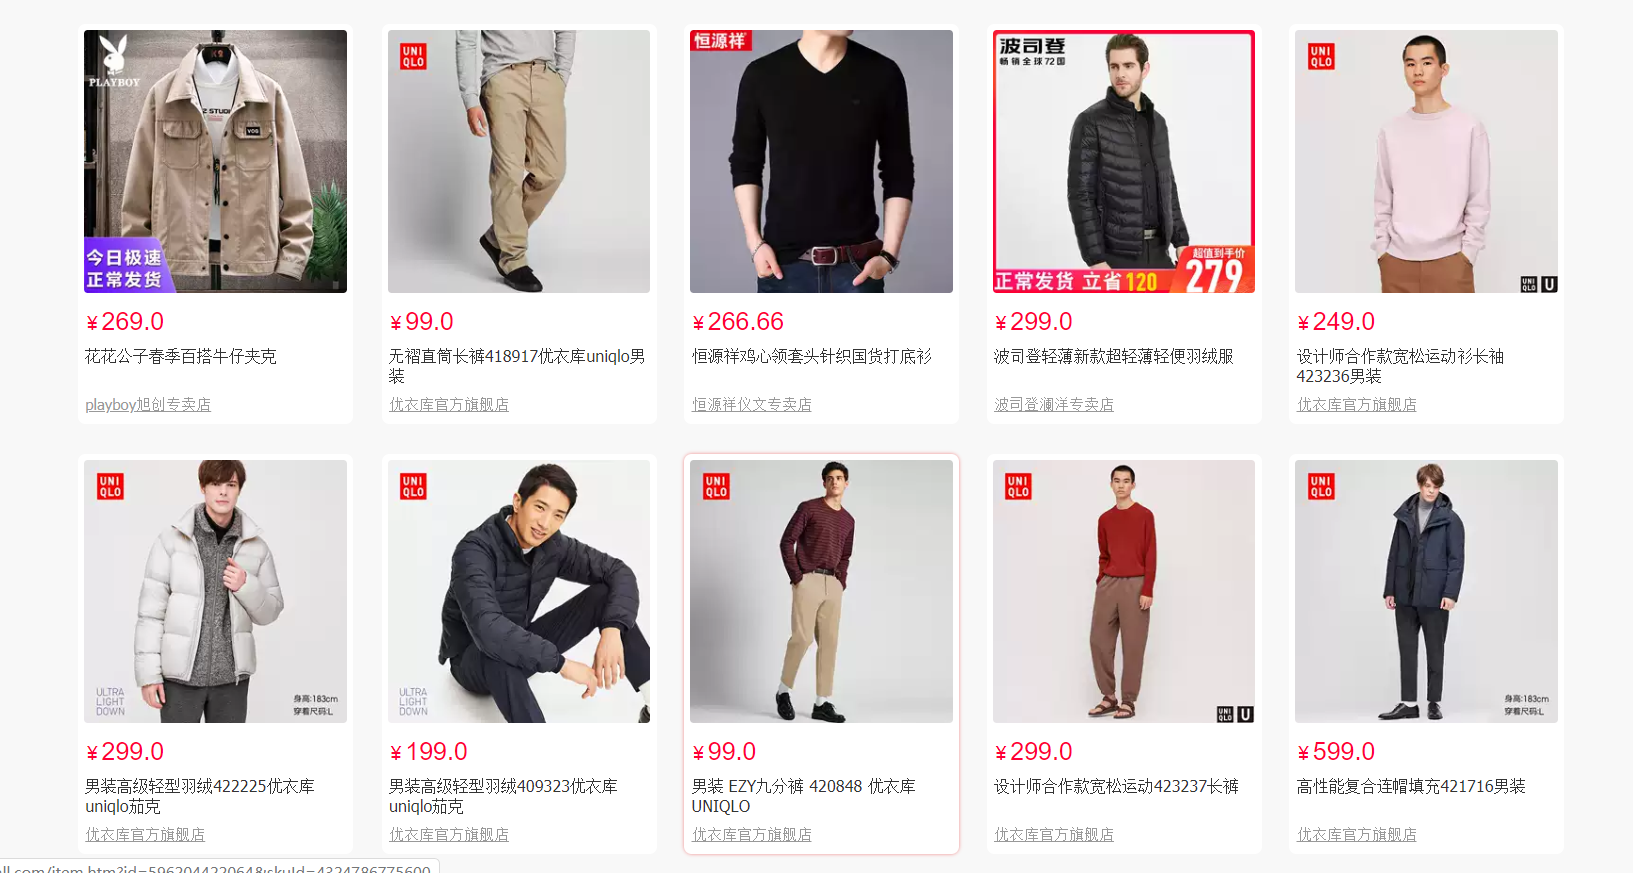 PLAYBOY
Z-STUDI
VOG
今日极速
正常发货
¥269.0
花花公子春季百搭牛仔夹克
playboy旭创专卖店
UNI
QLO
¥99.0
无褶直筒长裤418917优衣库uniqlo男
装
优衣库官方旗舰店
恒源祥
¥266.66
恒源祥鸡心领套头针织国货打底衫
恒源祥仪文专卖店
波司登
畅销全球72国
超值到手价
正常发货 立省120
279
¥299.0
波司登轻薄新款超轻薄轻便羽绒服
波司登澜洋专卖店
UNI
QLO
UNI
QLO U
¥249.0
设计师合作款宽松运动衫长袖
423236男装
优衣库官方旗舰店
UNI
QLO
ULTRA
LIGHT
DOWN
身高:183cm
穿着尺码:L
¥299.0
男装高级轻型羽绒422225优衣库
uniqlo茄克
优衣库官方旗舰店
UNI
QLO
ULTRA
LIGHT
DOWN
¥199.0
男装高级轻型羽绒409323优衣库
uniqlo茄克
优衣库官方旗舰店
UNI
QLO
¥99.0
男装 EZY九分裤 420848 优衣库
UNIQLO
优衣库官方旗舰店
UNI
QLO
UNI
QLO U
¥299.0
设计师合作款宽松运动423237长裤
优衣库官方旗舰店
UNI
QLO
身高:183cm
穿着尺码:L
¥599.0
高性能复合连帽填充421716男装
优衣库官方旗舰店